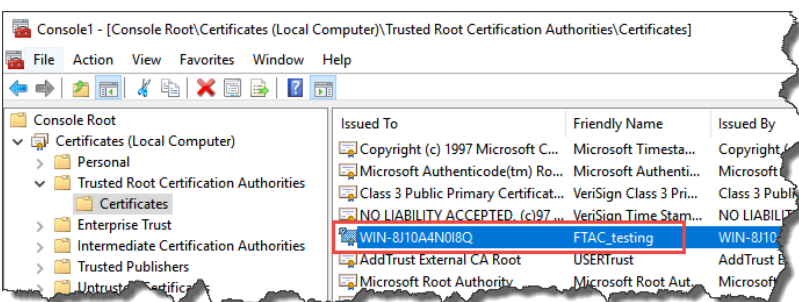 Console1 - [Console Root\Certificates (Local Computer)\Trusted Root Certification Authorities\Certificates]
File Action View Favorites Window Help
Console Root
Certificates (Local Computer)
Personal
Trusted Root Certification Authorities
Certificates
Enterprise Trust
Intermediate Certification Authorities
Trusted Publishers
Untrusted Certificates
Issued To Friendly Name Issued By
Copyright (c) 1997 Microsoft C... Microsoft Timesta... Copyright (
Microsoft Authenticode(tm) Ro... Microsoft Authenti... Microsoft
Class 3 Public Primary Certificat... VeriSign Class 3 Pri... Class 3 Publi
NO LIABILITY ACCEPTED, (c)97 ... VeriSign Time Stam... NO LIABILIT
WIN-8J10A4N0I8Q FTAC_testing WIN-8J10
AddTrust External CA Root USERTrust AddTrust E
Microsoft Root Authority Microsoft Root Aut... Microsoft